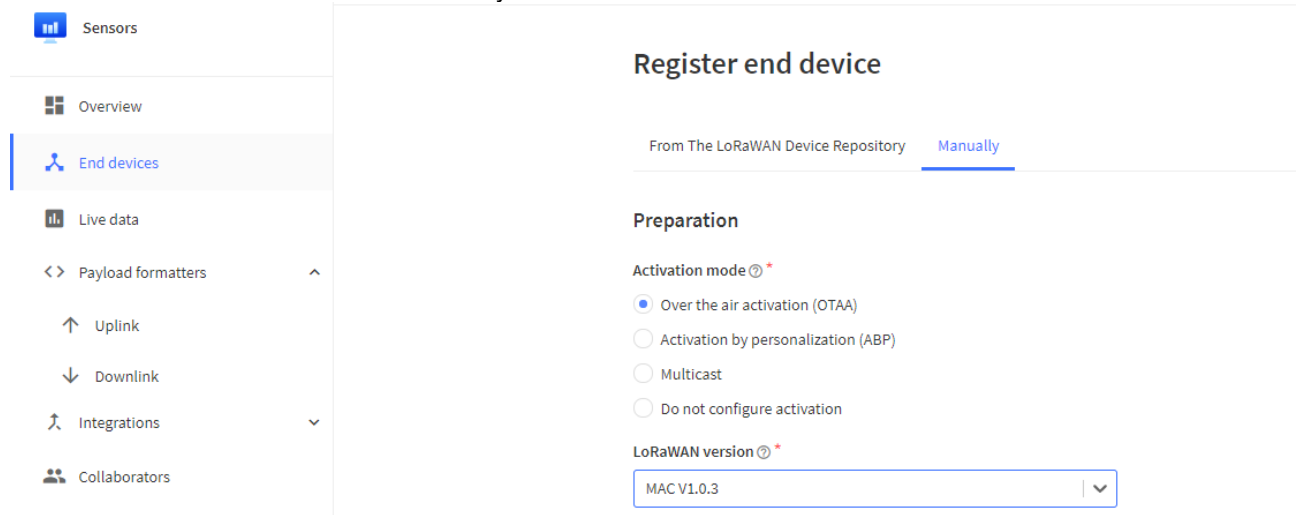 Sensors
Overview
End devices
Live data
<> Payload formatters
Uplink
Downlink
Integrations
Collaborators
Register end device
From The LoRaWAN Device Repository Manually
Preparation
Activation mode *
Over the air activation (OTAA)
Activation by personalization (ABP)
Multicast
Do not configure activation
LoRaWAN version *
MAC V1.0.3